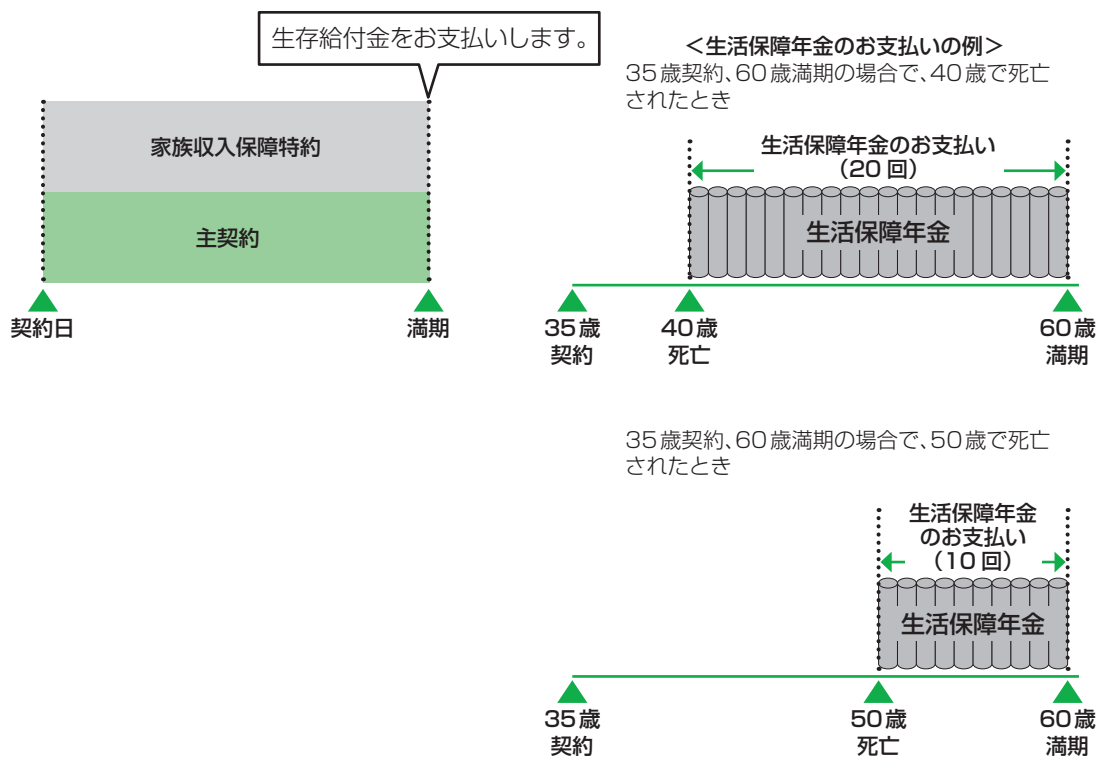 生存給付金をお支払いします。
家族収入保障特約
主契約
契約日
満期
<生活保障年金のお支払いの例>
35歳契約、60歳満期の場合で、40歳で死亡
されたとき
生活保障年金のお支払い
(20回)
生活保障年金
35歳
契約
40歳
死亡
60歳
満期
35歳契約、60歳満期の場合で、50歳で死亡
されたとき
生活保障年金
のお支払い
(10回)
生活保障年金
35歳
契約
50歳
死亡
60歳
満期